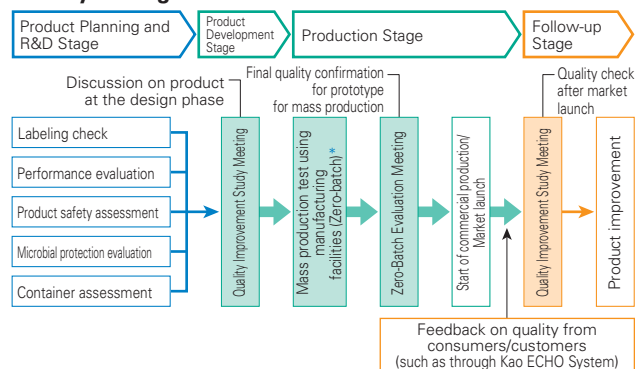 Product Planning and
R&D Stage
Product
Development
Stage
Production Stage
Follow-up
Stage
Discussion on product
at the design phase
Final quality confirmation
for prototype
for mass production
Quality check
after market
launch
Labeling check
Performance evaluation
Product safety assessment
Microbial protection evaluation
Container assessment
Quality Improvement Study Meeting
Mass production test using
manufacturing
facilities (Zero-batch)*
Zero-Batch Evaluation Meeting
Start of commercial production/
Market launch
Quality Improvement Study Meeting
Product improvement
Feedback on quality from
consumers/customers
(such as through Kao ECHO System)